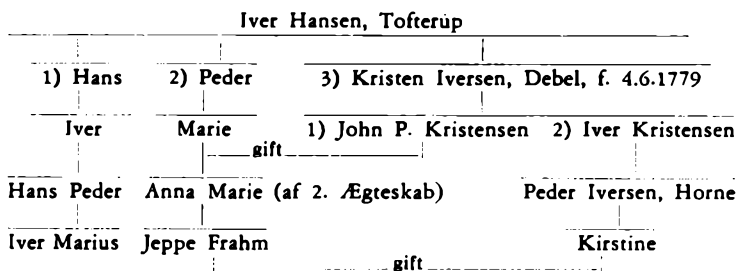 Iver Hansen, Tofterup
1) Hans 2) Peder 3) Kristen Iversen, Debel, f. 4.6.1779
Iver Marie 1) John P. Kristensen 2) Iver Kristensen
gift
Hans Peder Anna Marie (af 2. Ægteskab) Peder Iversen, Horne
Iver Marius Jeppe Frahm Kirstine
gift